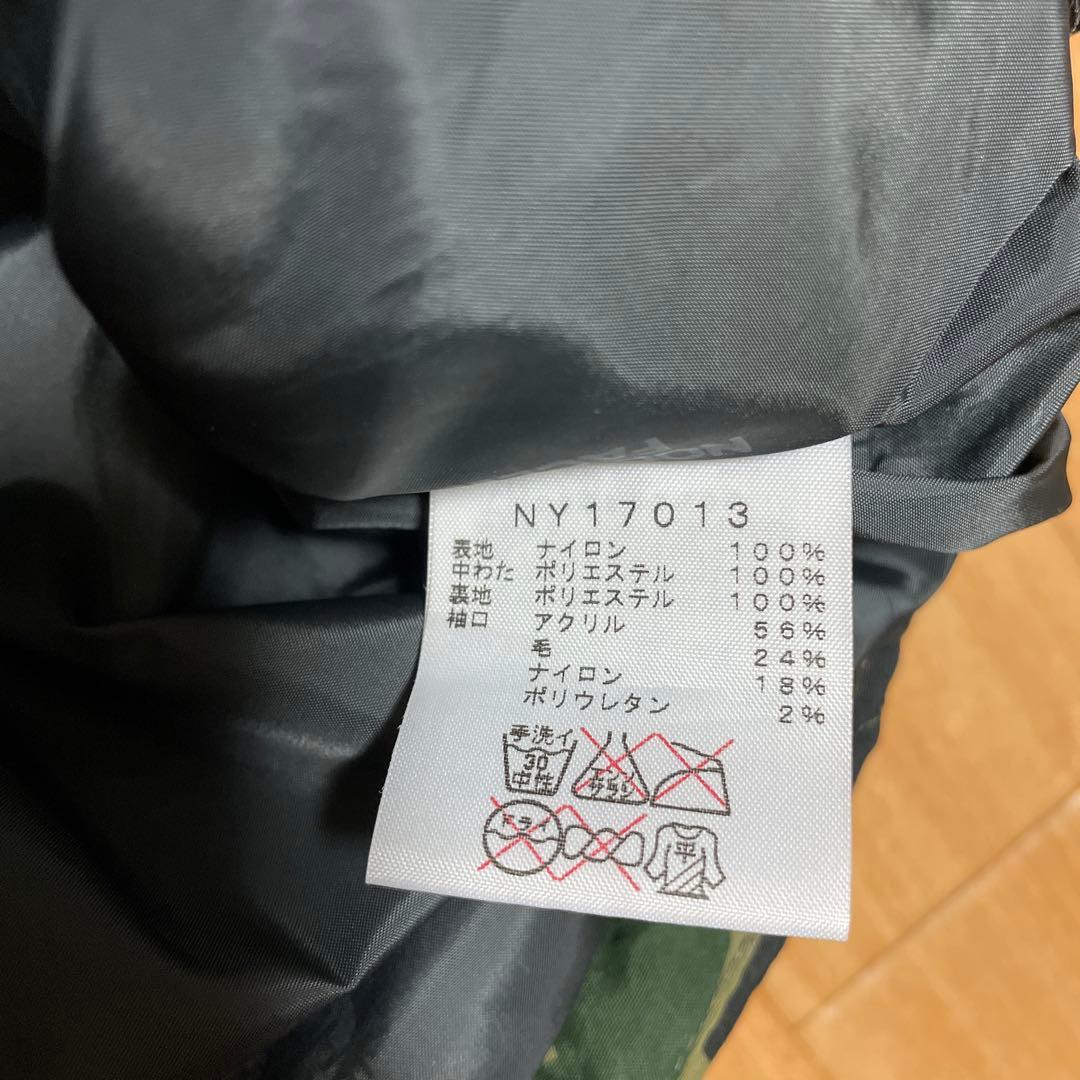 NY17013
表地 ナイロン 100%
中わた ポリエステル 100%
裏地 ポリエステル 100%
袖口 アクリル 56%
毛 24%
ナイロン 18%
ポリウレタン 2%
手洗イ
30
中性
エンソ
サラシ
ドライ
平